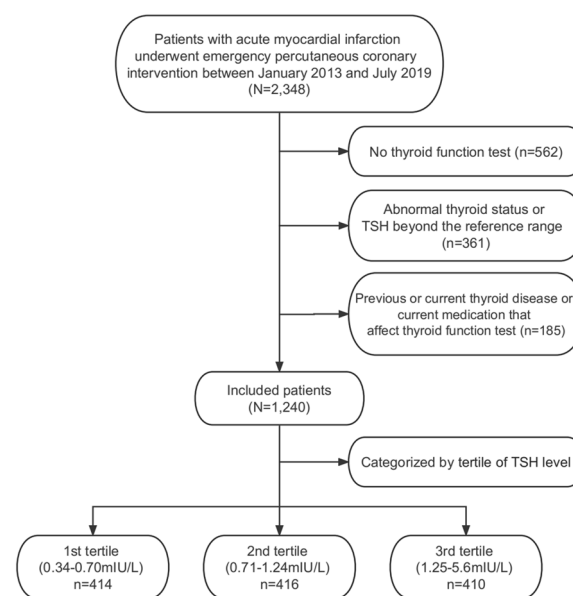 Patients with acute myocardial infarction
underwent emergency percutaneous coronary
intervention between January 2013 and July 2019
(N=2,348)
No thyroid function test (n=562)
Abnormal thyroid status or
TSH beyond the reference range
(n=361)
Previous or current thyroid disease or
current medication that
affect thyroid function test (n=185)
Included patients
(N=1,240)
Categorized by tertile of TSH level
1st tertile
(0.34-0.70mIU/L)
n=414
2nd tertile
(0.71-1.24mIU/L)
n=416
3rd tertile
(1.25-5.6mIU/L)
n=410